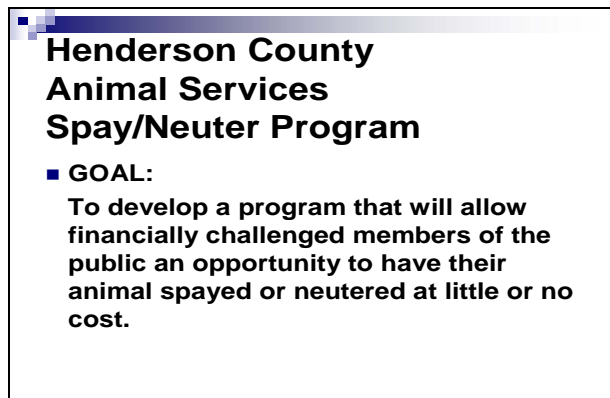 Henderson County
Animal Services
Spay/Neuter Program
GOAL:
To develop a program that will allow
financially challenged members of the
public an opportunity to have their
animal spayed or neutered at little or no
cost.